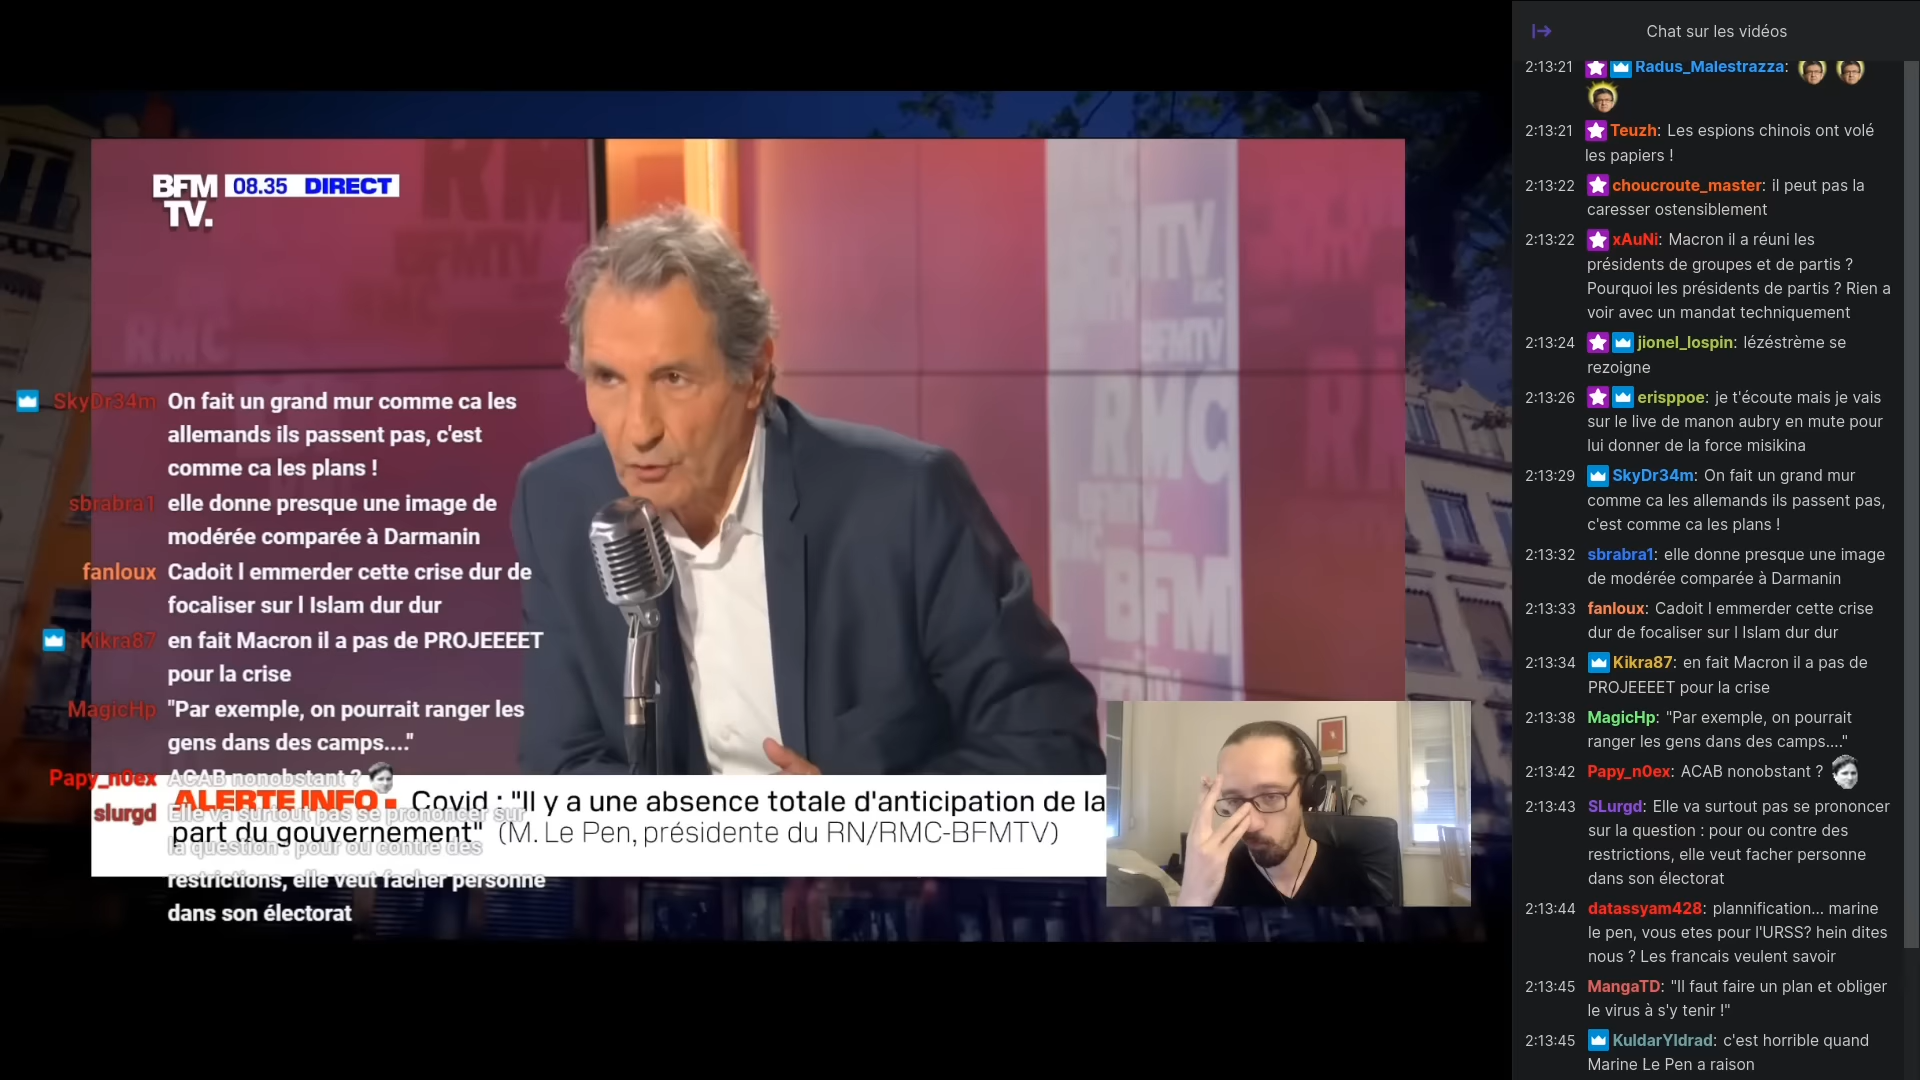 BFM
TV.
08.35 DIRECT
SkyDr34m On fait un grand mur comme ca les
allemands ils passent pas, c'est
comme ca les plans !
sbrabra1 elle donne presque une image de
modérée comparée à Darmanin
fanloux Cadoit l emmerder cette crise dur de
focaliser sur l Islam dur dur
Kikra87 en fait Macron il a pas de PROJEEEET
pour la crise
MagicHp "Par exemple, on pourrait ranger les
gens dans des camps...."
Papy_n0ex ACAB nonobstant ?
slurgd Elle va surtout pas se prononcer sur
la question : pour ou contre des
restrictions, elle veut facher personne
dans son électorat
ALERTE INFO Covid : "Il y a une absence totale d'anticipation de la
part du gouvernement" (M. Le Pen, présidente du RN/RMC-BFMTV)
RMC
BFMTV
RMC
BFM
Chat sur les vidéos
2:13:21 Radus_Malestrazza:
2:13:21 Teuzh: Les espions chinois ont volé
les papiers !
2:13:22 choucroute_master: il peut pas la
caresser ostensiblement
2:13:22 xAuNi: Macron il a réuni les
présidents de groupes et de partis ?
Pourquoi les présidents de partis ? Rien a
voir avec un mandat techniquement
2:13:24 jionel_lospin: lézéstrème se
rezoigne
2:13:26 erisppoe: je t'écoute mais je vais
sur le live de manon aubry en mute pour
lui donner de la force misikina
2:13:29 SkyDr34m: On fait un grand mur
comme ca les allemands ils passent pas,
c'est comme ca les plans !
2:13:32 sbrabra1: elle donne presque une image
de modérée comparée à Darmanin
2:13:33 fanloux: Cadoit l emmerder cette crise
dur de focaliser sur l Islam dur dur
2:13:34 Kikra87: en fait Macron il a pas de
PROJEEEET pour la crise
2:13:38 MagicHp: "Par exemple, on pourrait
ranger les gens dans des camps...."
2:13:42 Papy_n0ex: ACAB nonobstant ?
2:13:43 SLurgd: Elle va surtout pas se prononcer
sur la question : pour ou contre des
restrictions, elle veut facher personne
dans son électorat
2:13:44 datassyam428: plannification... marine
le pen, vous etes pour l'URSS? hein dites
nous ? Les francais veulent savoir
2:13:45 MangaTD: "Il faut faire un plan et obliger
le virus à s'y tenir !"
2:13:45 KuldarYldrad: c'est horrible quand
Marine Le Pen a raison